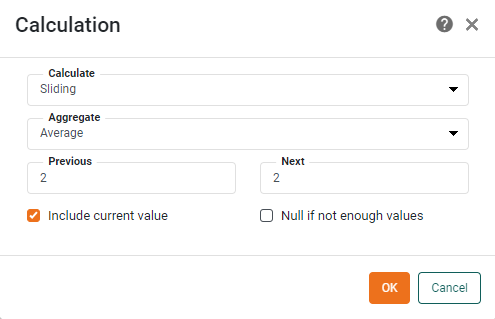 Calculation
Calculate
Sliding
Aggregate
Average
Previous Next
2 2
Include current value Null if not enough values
OK Cancel